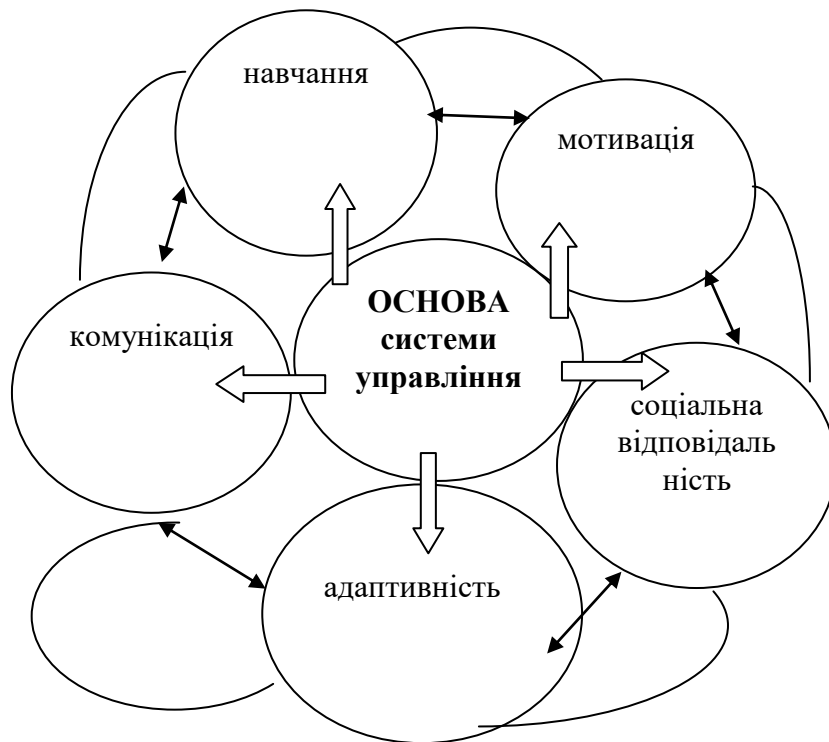 навчання
мотивація
ОСНОВА
системи
управління
комунікація
соціальна
відповідаль
ність
адаптивність